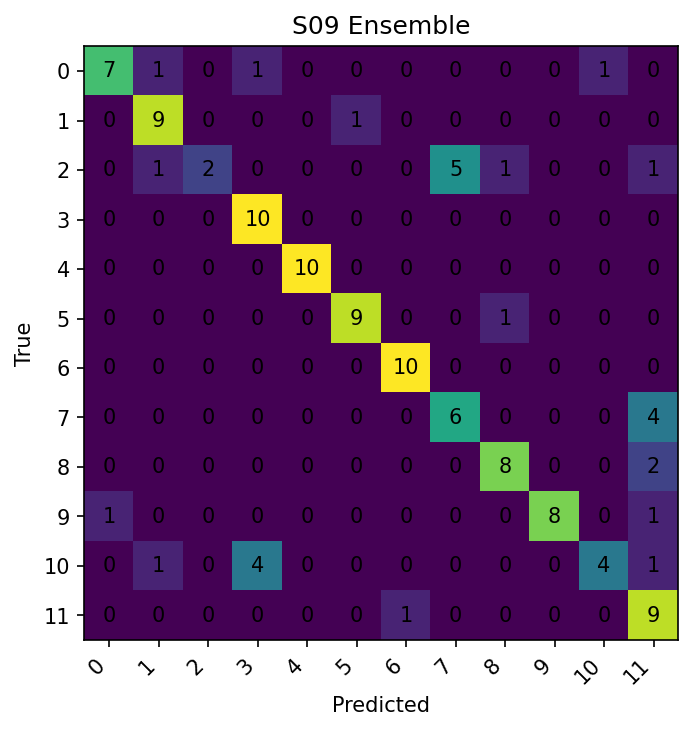 S09 Ensemble
0 7 1 0 1 0 0 0 0 0 0 1 0
1 0 9 0 0 0 1 0 0 0 0 0 0
2 0 1 2 0 0 0 0 5 1 0 0 1
3 0 0 0 10 0 0 0 0 0 0 0 0
4 0 0 0 0 10 0 0 0 0 0 0 0
5 0 0 0 0 0 9 0 0 1 0 0 0
6 0 0 0 0 0 0 10 0 0 0 0 0
7 0 0 0 0 0 0 0 6 0 0 0 4
8 0 0 0 0 0 0 0 0 8 0 0 2
9 1 0 0 0 0 0 0 0 0 8 0 1
10 0 1 0 4 0 0 0 0 0 0 4 1
11 0 0 0 0 0 0 1 0 0 0 0 9
0 1 2 3 4 5 6 7 8 9 10 11
True
Predicted